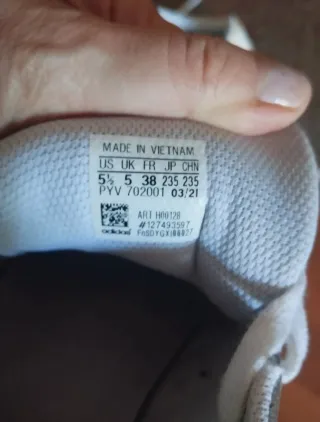 MADE IN VIETNAM
US UK FR JP CHN
5½ 5 38 235 235
PYV 702001 03/21
ART H00128
#127493597
adidas